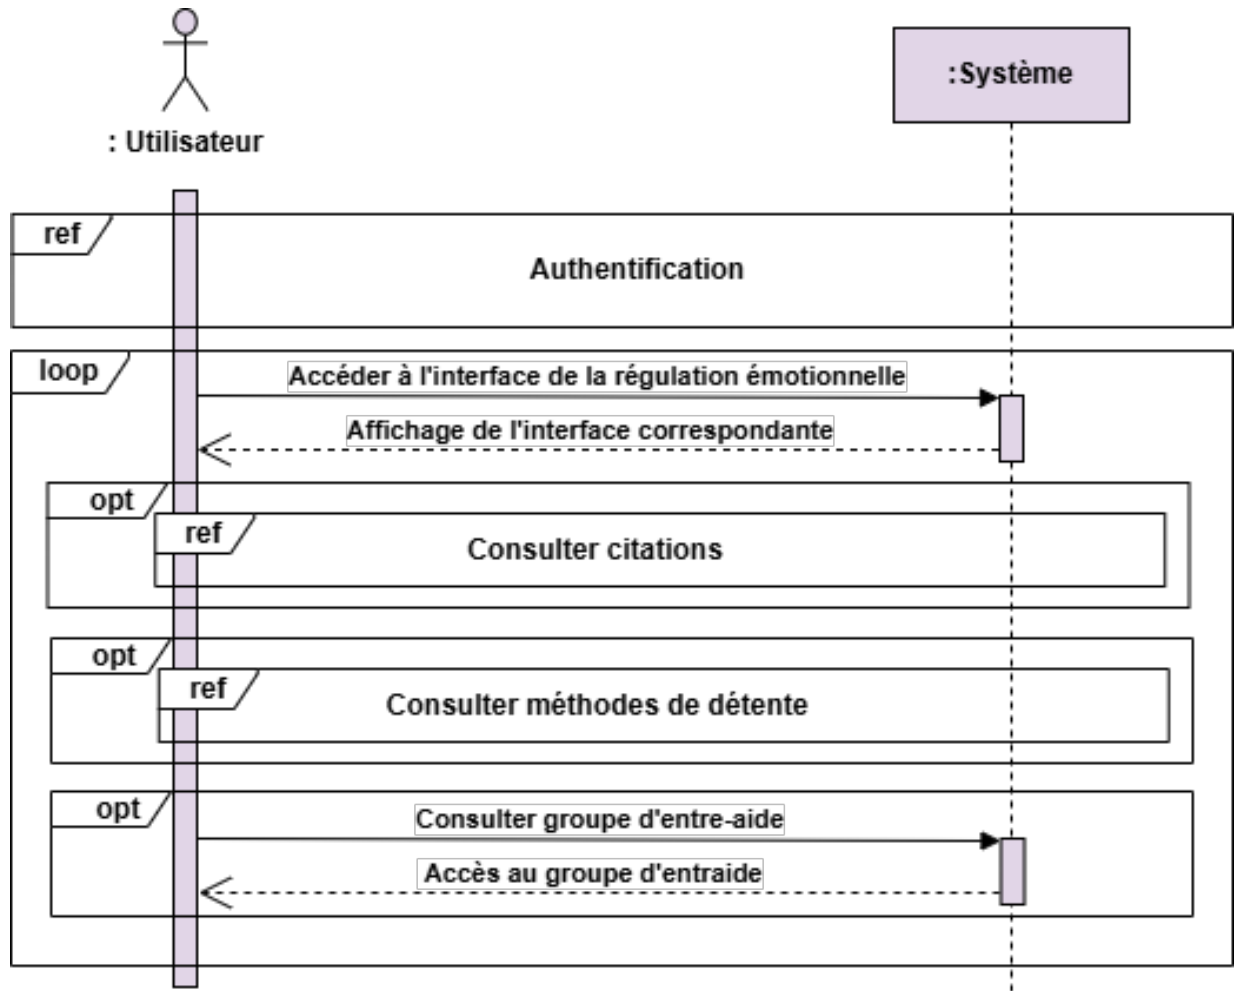 : Utilisateur
:Système
ref
Authentification
loop
Accéder à l'interface de la régulation émotionnelle
Affichage de l'interface correspondante
opt
ref
Consulter citations
opt
ref
Consulter méthodes de détente
opt
Consulter groupe d'entre-aide
Accès au groupe d'entraide